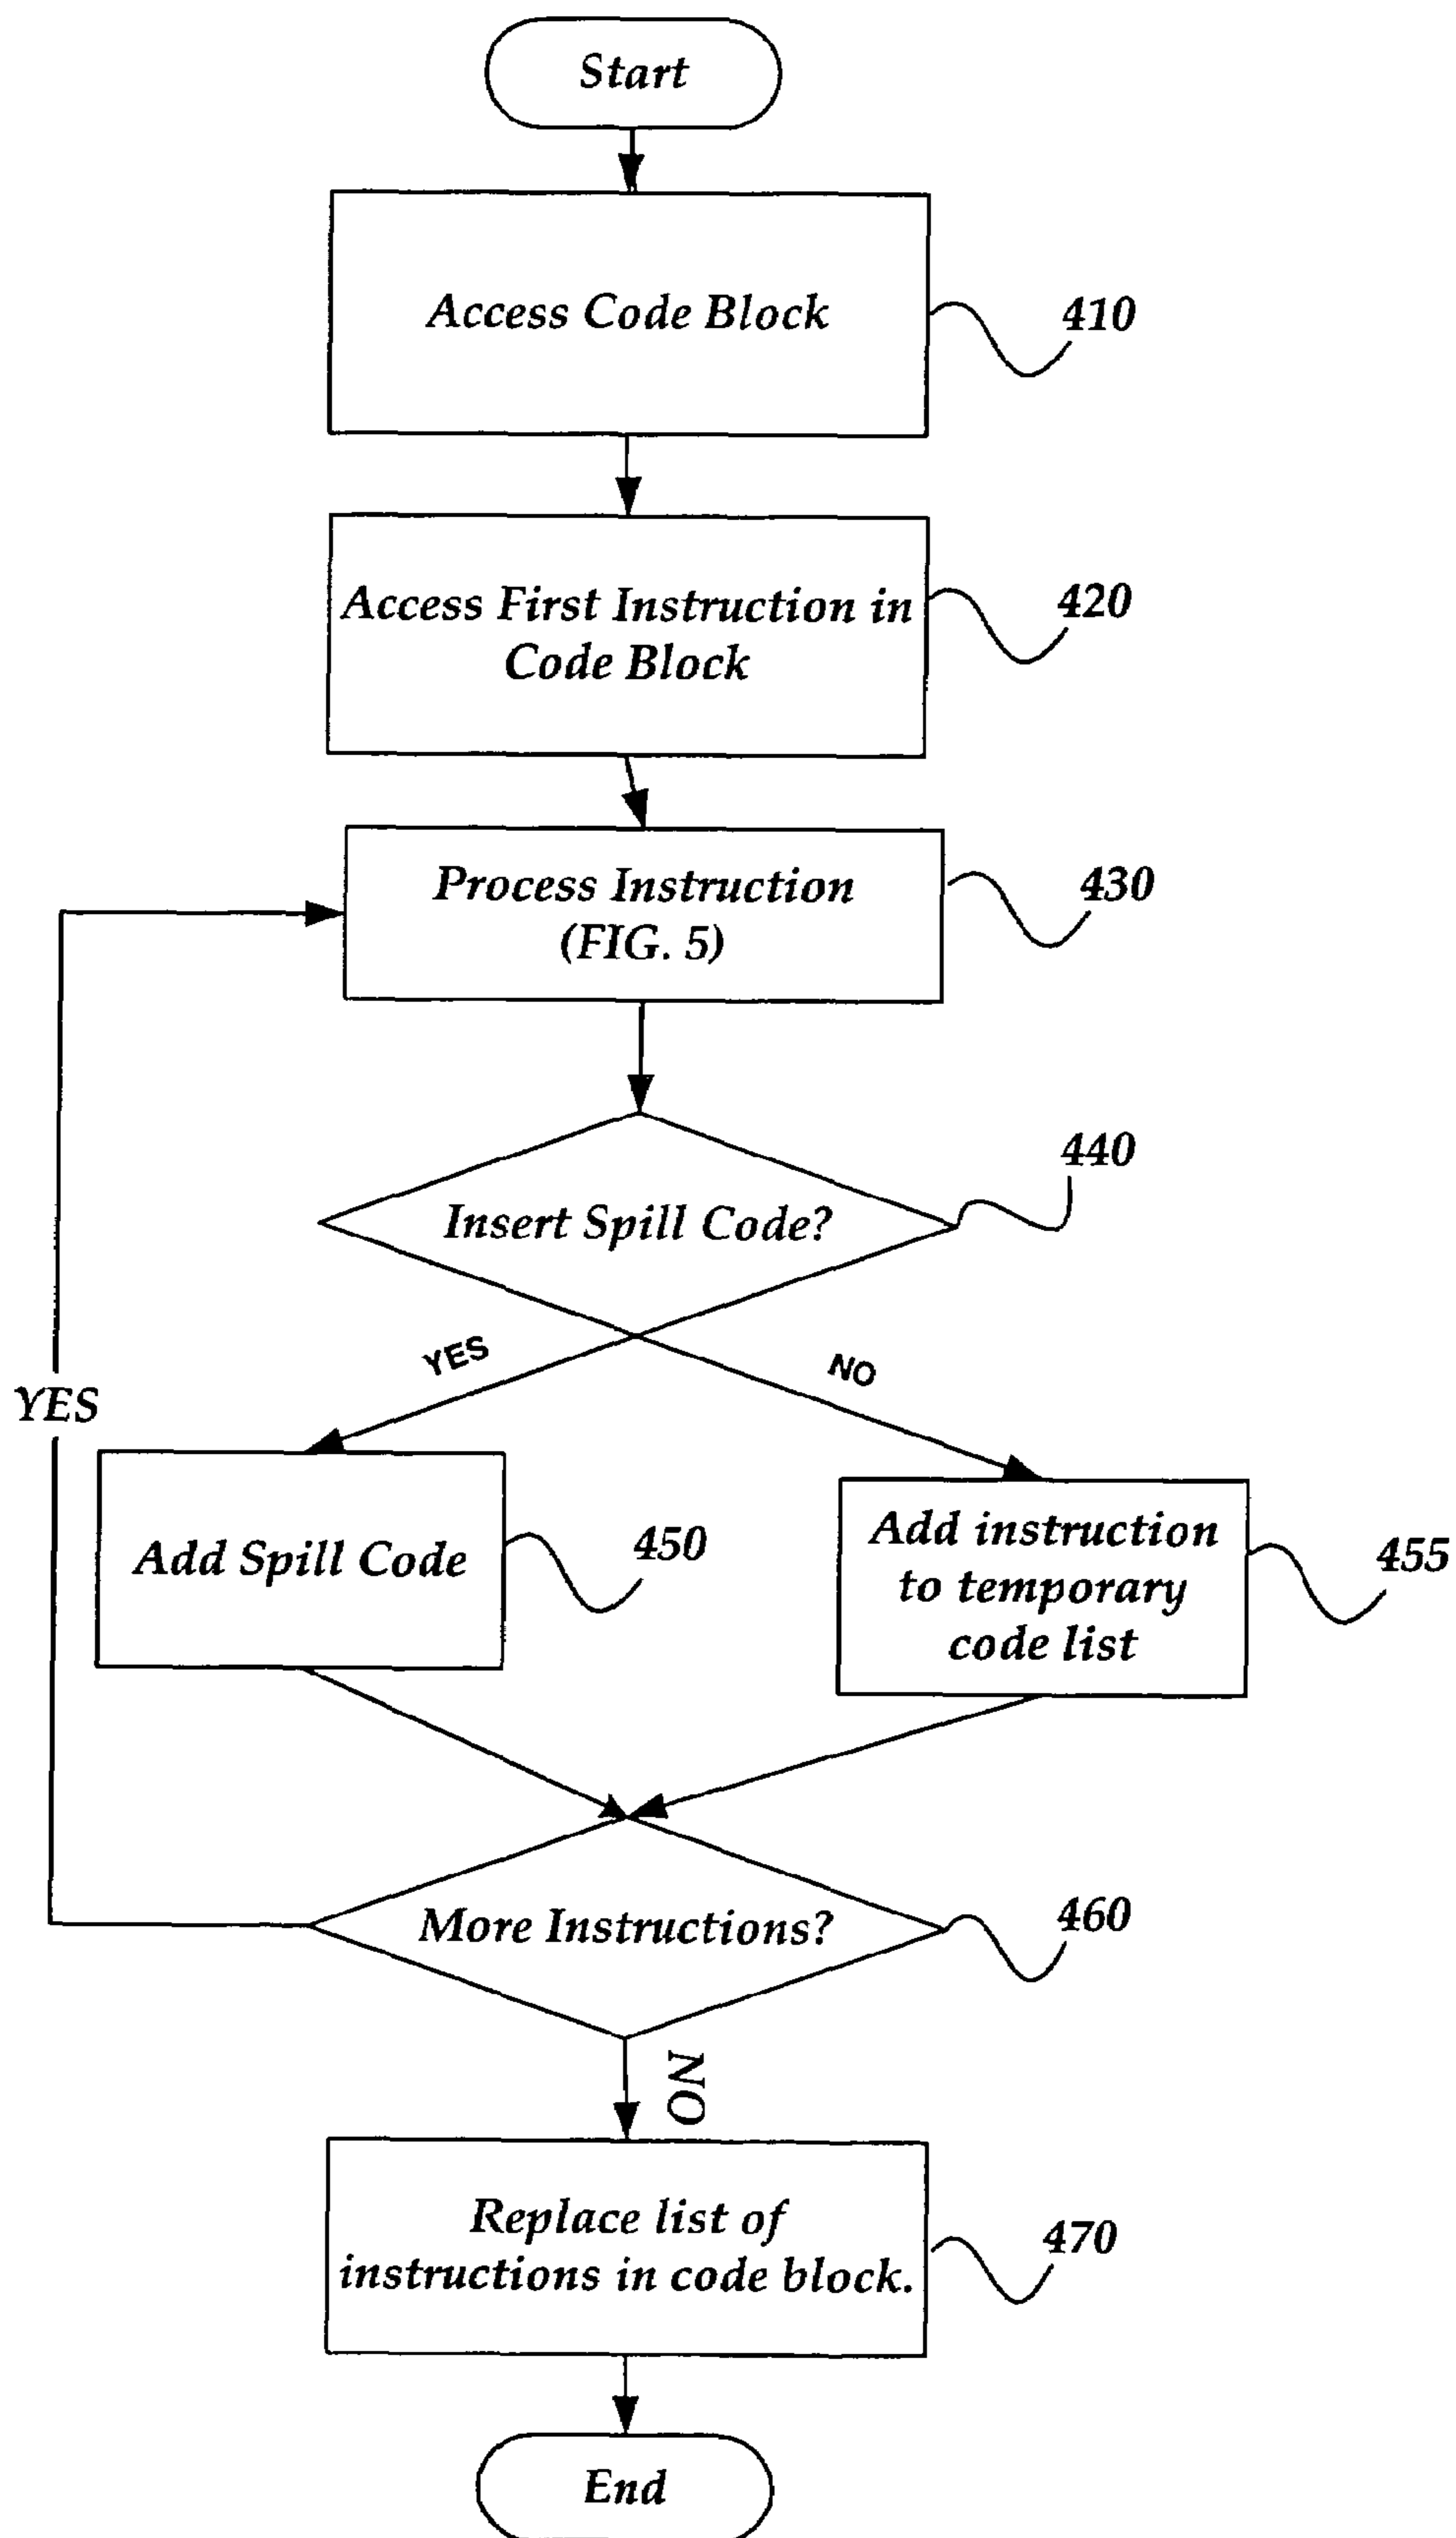 Start
Access Code Block
410
Access First Instruction in
Code Block
420
Process Instruction
(FIG. 5)
430
Insert Spill Code?
440
YES
NO
YES
Add Spill Code
450
Add instruction
to temporary
code list
455
More Instructions?
460
NO
Replace list of
instructions in code block.
470
End